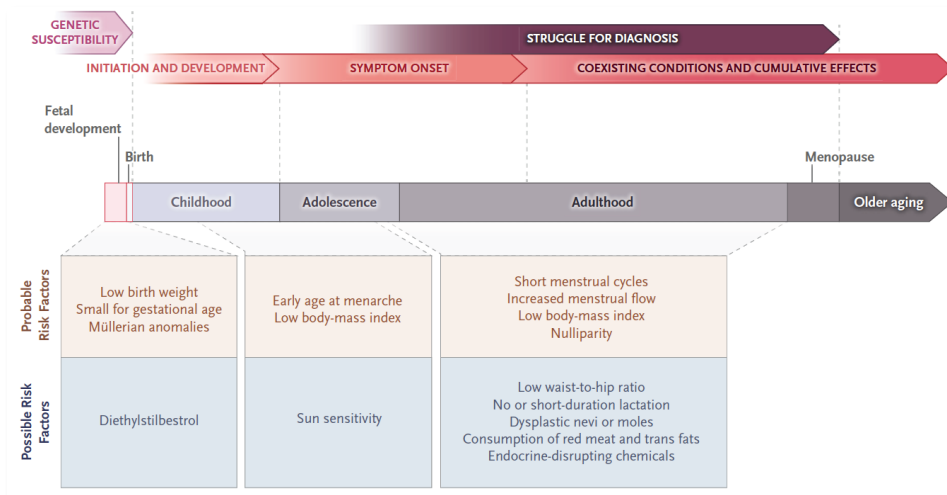 GENETIC
SUSCEPTIBILITY
STRUGGLE FOR DIAGNOSIS
INITIATION AND DEVELOPMENT
SYMPTOM ONSET
COEXISTING CONDITIONS AND CUMULATIVE EFFECTS
Fetal
development
Birth
Menopause
Childhood
Adolescence
Adulthood
Older aging
Probable
Risk Factors
Low birth weight
Small for gestational age
Müllerian anomalies
Early age at menarche
Low body-mass index
Short menstrual cycles
Increased menstrual flow
Low body-mass index
Nulliparity
Possible Risk
Factors
Diethylstilbestrol
Sun sensitivity
Low waist-to-hip ratio
No or short-duration lactation
Dysplastic nevi or moles
Consumption of red meat and trans fats
Endocrine-disrupting chemicals